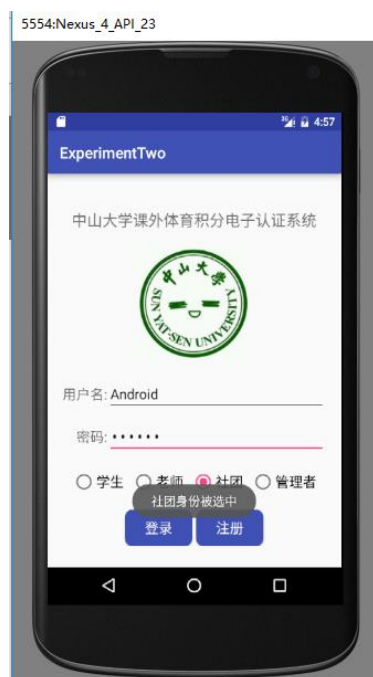 5554:Nexus_4_API_23
3G 4:57
ExperimentTwo
中山大学课外体育积分电子认证系统
中山大學
SUN YAT-SEN UNIVERSITY
用户名: Android
密码: ······
学生 老师 社团 管理者
社团身份被选中
登录 注册